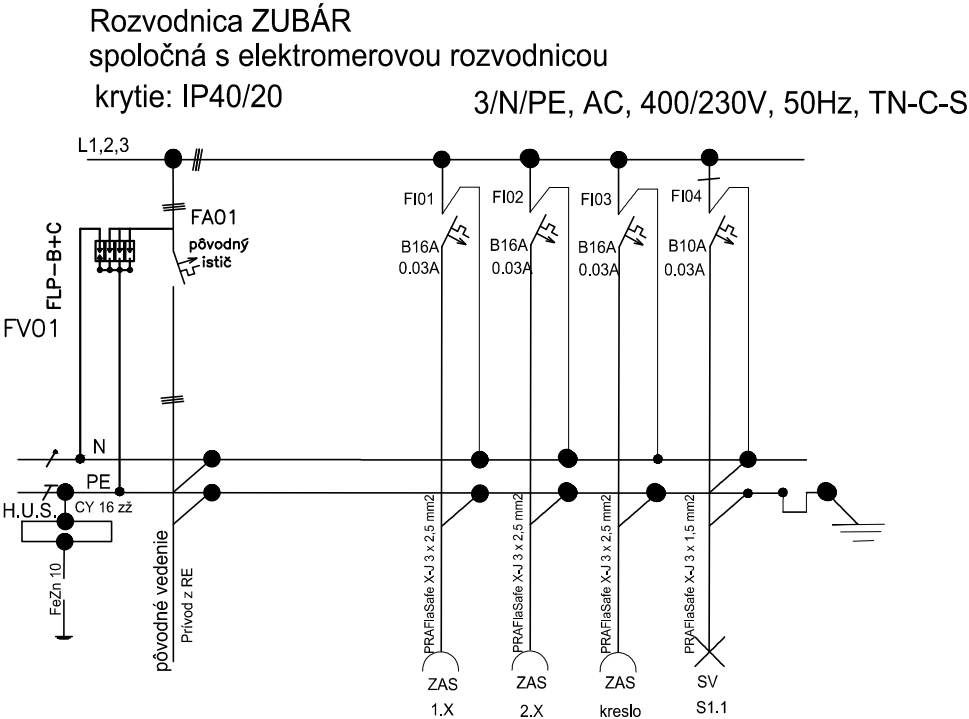 Rozvodnica ZUBÁR
spoločná s elektromerovou rozvodnicou
krytie: IP40/20
3/N/PE, AC, 400/230V, 50Hz, TN-C-S
L1,2,3
FI01
FI02
FI03
FI04
FA01
pôvodný
istič
FLP-B+C
FV01
B16A
0.03A
B16A
0.03A
B16A
0.03A
B10A
0.03A
N
PE
H.U.S.
CY 16 zž
FeZn 10
pôvodné vedenie
Prívod z RE
PRAFlaSafe X-J 3 x 2,5 mm2
PRAFlaSafe X-J 3 x 2,5 mm2
PRAFlaSafe X-J 3 x 2,5 mm2
PRAFlaSafe X-J 3 x 1,5 mm2
ZAS
1.X
ZAS
2.X
ZAS
kreslo
SV
S1.1